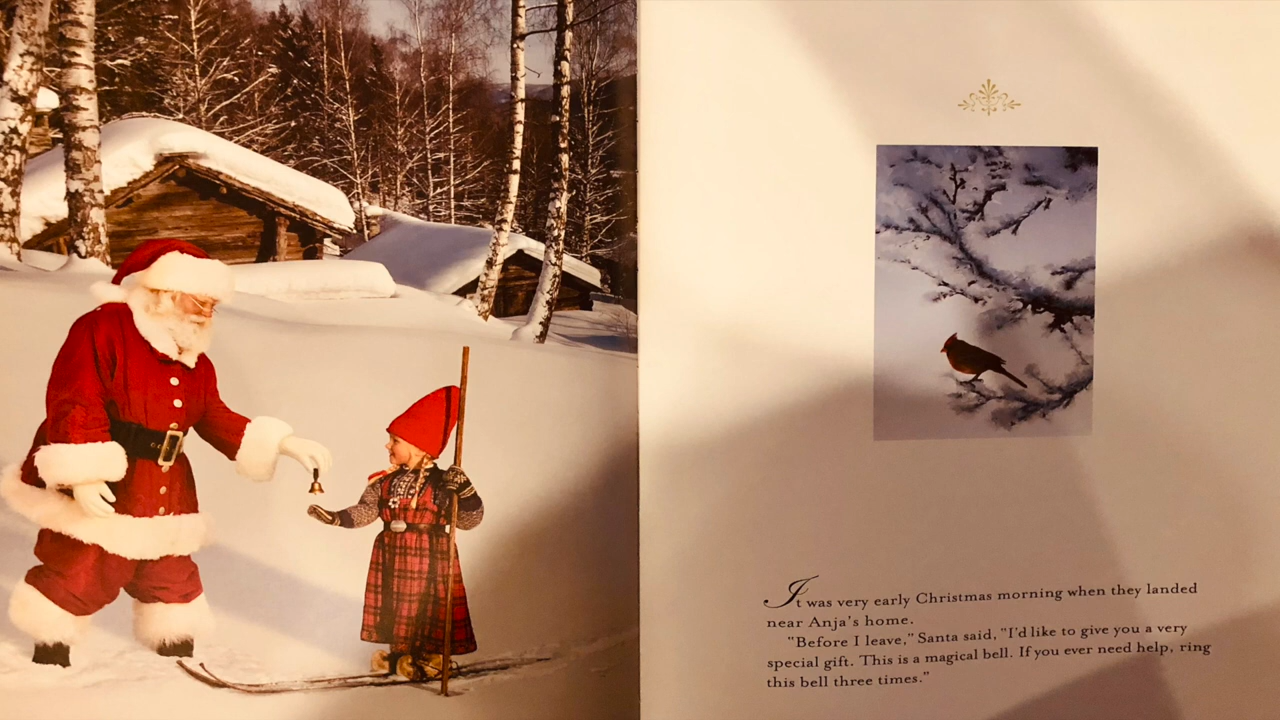 It was very early Christmas morning when they landed
near Anja's home.
"Before I leave," Santa said, "I'd like to give you a very
special gift. This is a magical bell. If you ever need help, ring
this bell three times."